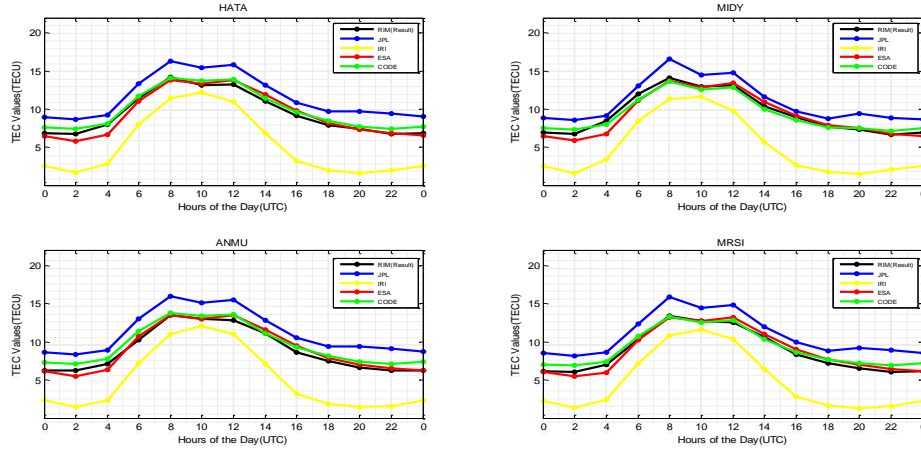 HATA
TEC Values(TECU)
20
15
10
5
RIM(Result)
JPL
IRI
ESA
CODE
0 2 4 6 8 10 12 14 16 18 20 22 0
Hours of the Day(UTC)
MIDY
TEC Values(TECU)
20
15
10
5
RIM(Result)
JPL
IRI
ESA
CODE
0 2 4 6 8 10 12 14 16 18 20 22 0
Hours of the Day(UTC)
ANMU
TEC Values(TECU)
20
15
10
5
RIM(Result)
JPL
IRI
ESA
CODE
0 2 4 6 8 10 12 14 16 18 20 22 0
Hours of the Day(UTC)
MRSI
TEC Values(TECU)
20
15
10
5
RIM(Result)
JPL
IRI
ESA
CODE
0 2 4 6 8 10 12 14 16 18 20 22 0
Hours of the Day(UTC)